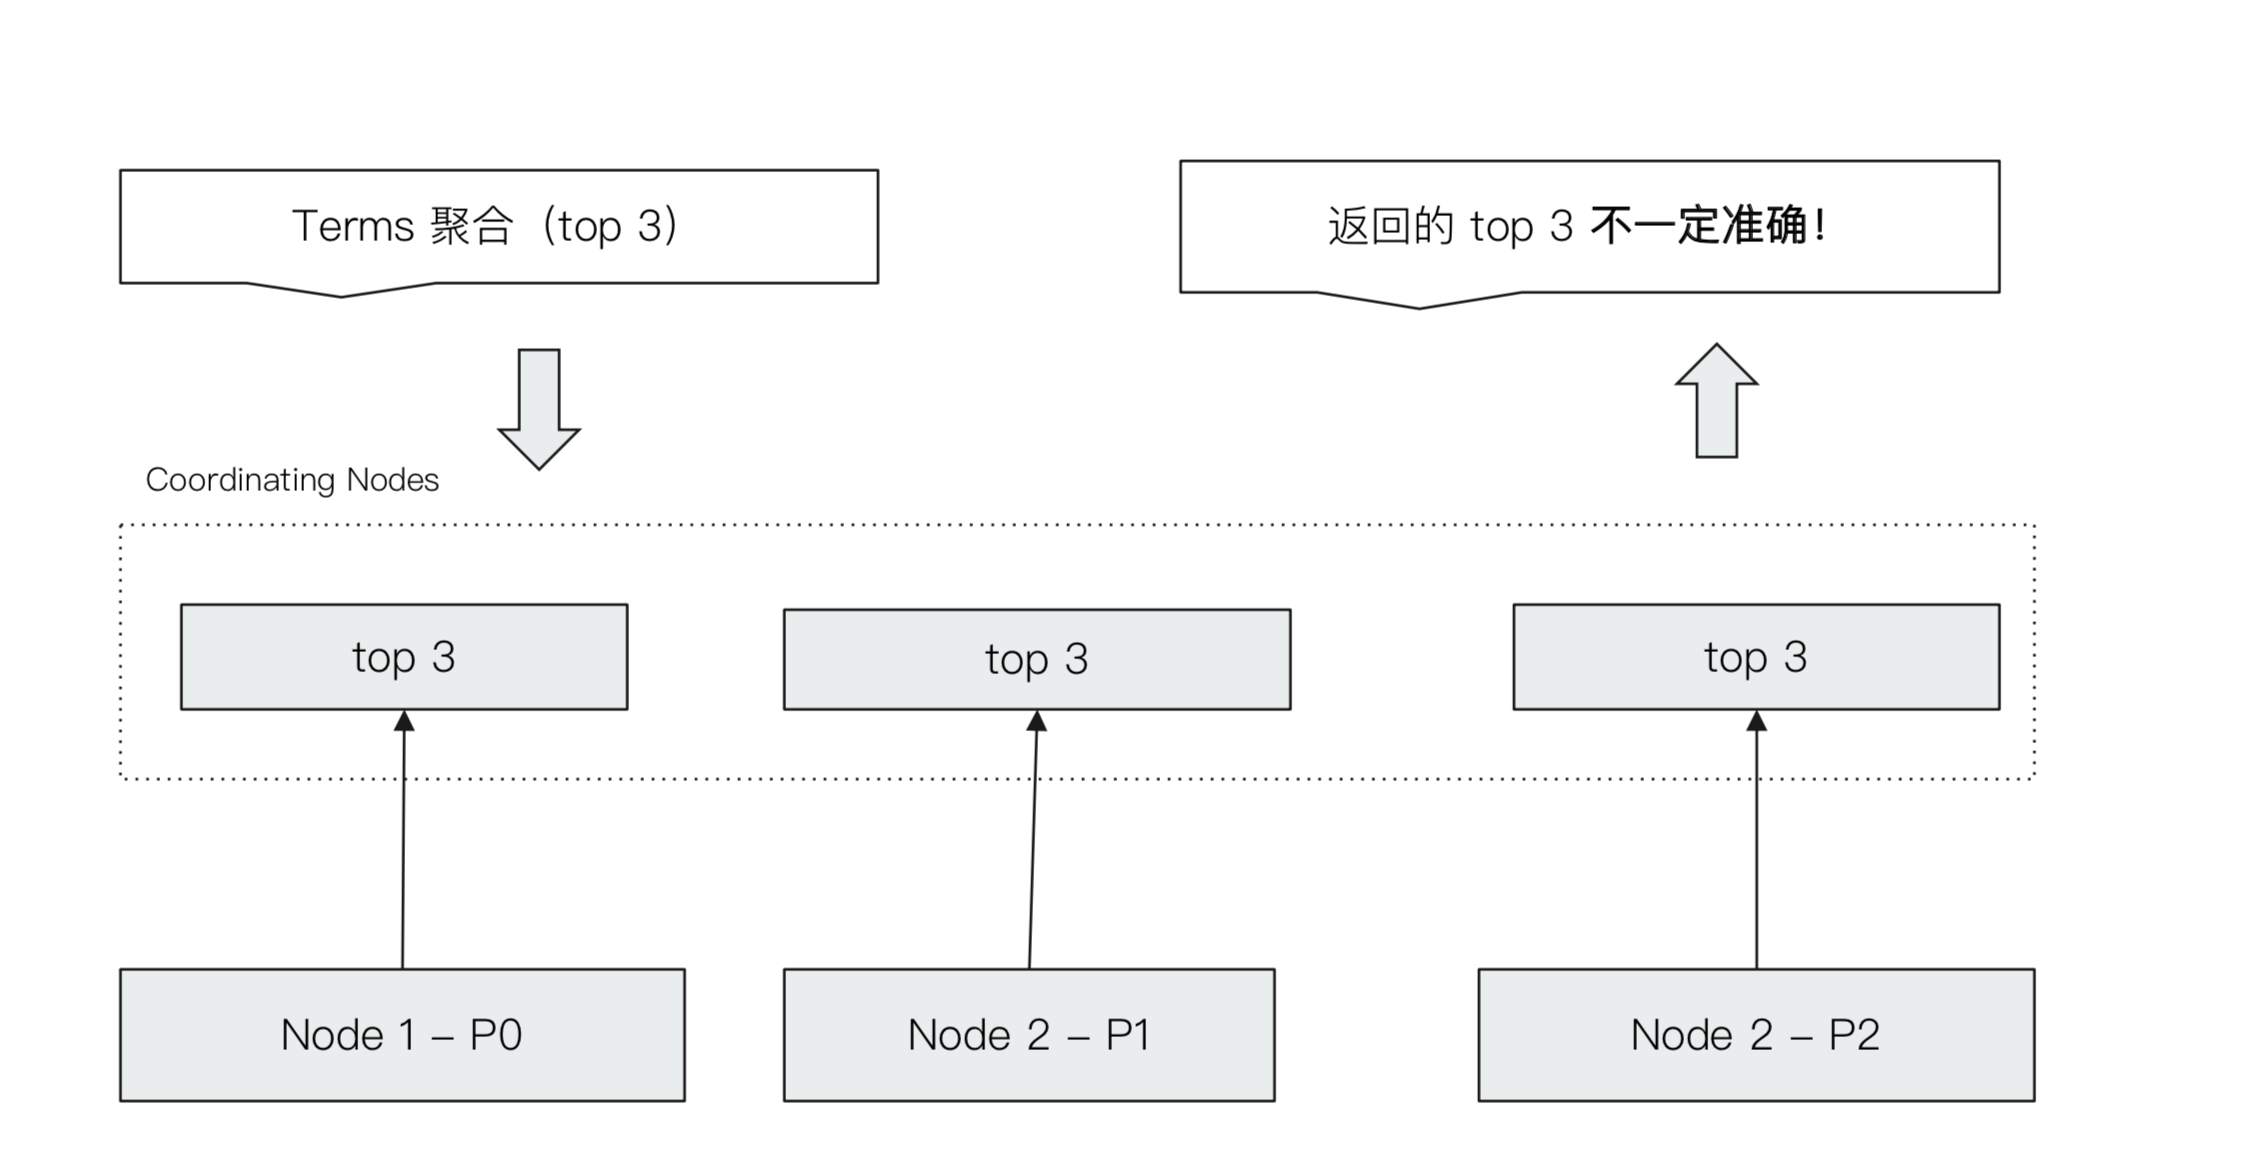 Terms 聚合（top 3）
返回的 top 3 不一定准确！
Coordinating Nodes
top 3
top 3
top 3
Node 1 – P0
Node 2 – P1
Node 2 – P2